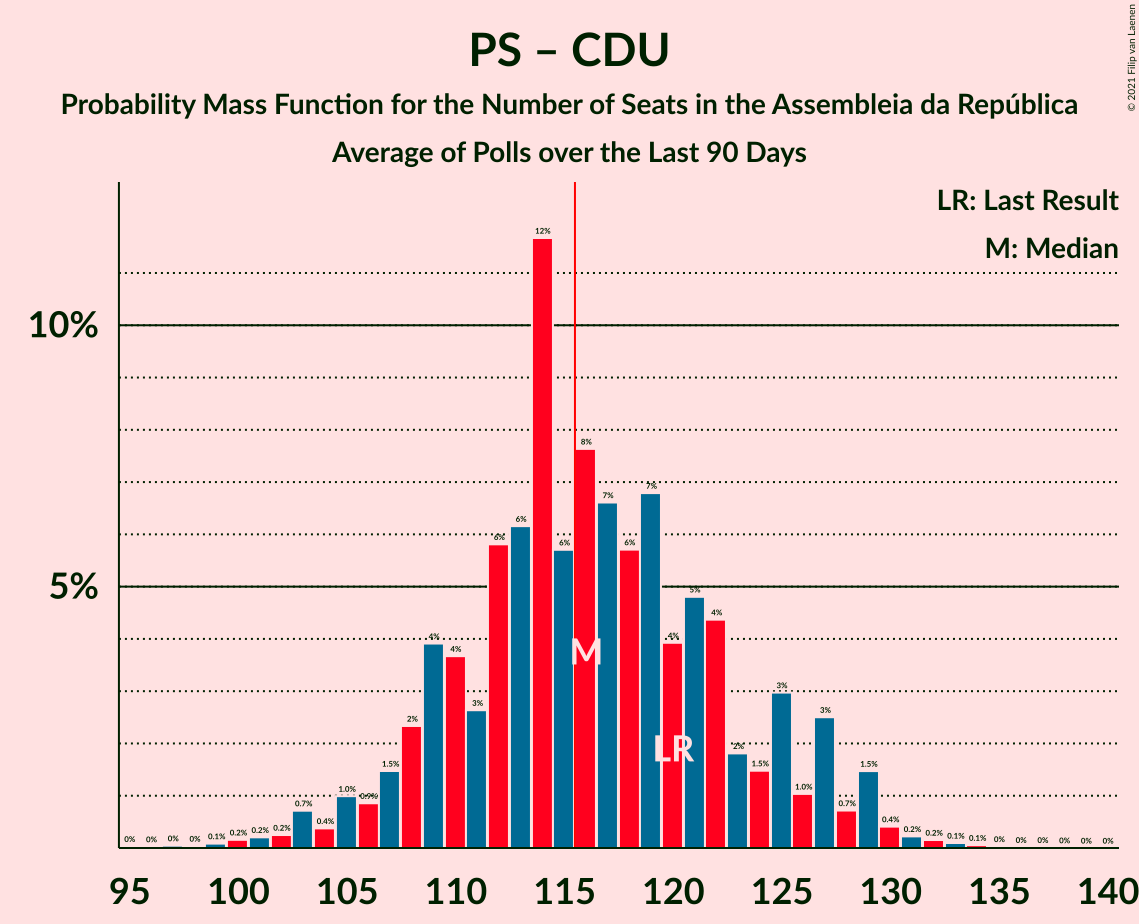 PS – CDU
Probability Mass Function for the Number of Seats in the Assembleia da República
Average of Polls over the Last 90 Days
© 2021 Filip van Laenen
LR: Last Result
M: Median
10%
5%
0% 0% 0% 0% 0.1% 0.2% 0.2% 0.2% 0.7% 0.4% 1.0% 0.9% 1.5% 2% 4% 4% 3% 6% 6% 12% 6% 8% 7% 6% 7% 4% 5% 4% 2% 1.5% 3% 1.0% 3% 0.7% 1.5% 0.4% 0.2% 0.2% 0.1% 0.1% 0% 0% 0% 0% 0% 0%
M
LR
95 100 105 110 115 120 125 130 135 140